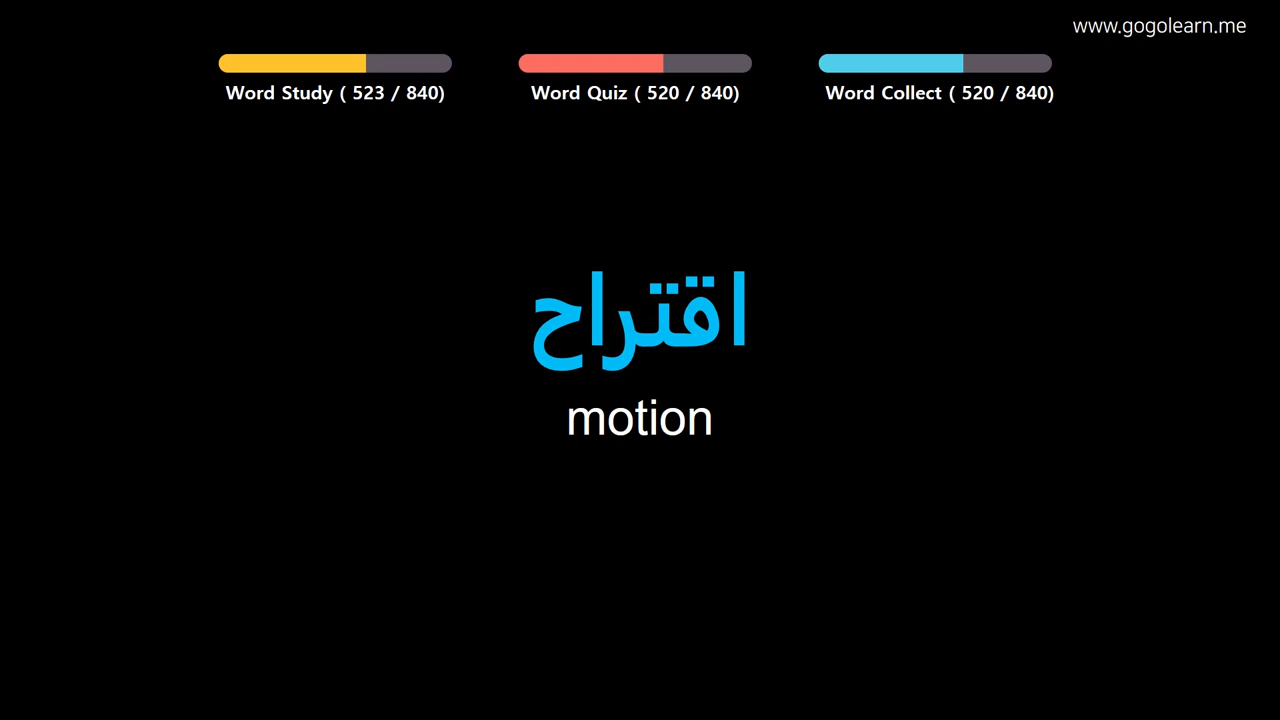 www.gogolearn.me
Word Study ( 523 / 840)
Word Quiz ( 520 / 840)
Word Collect ( 520 / 840)
اقتراح
motion